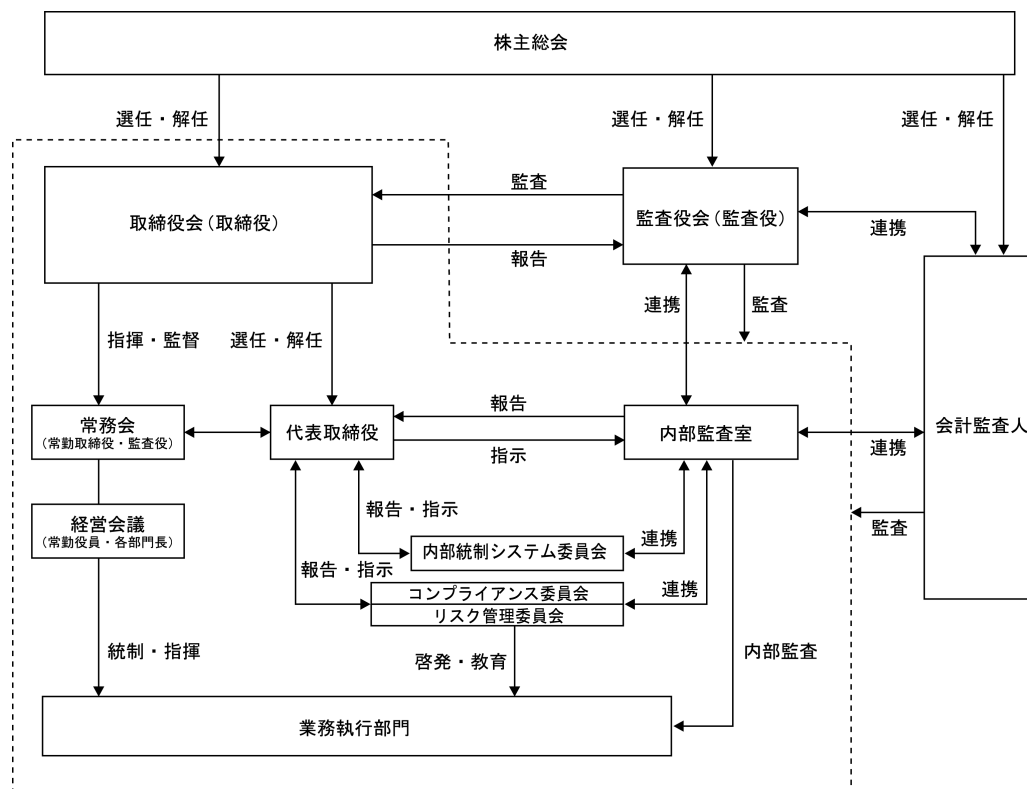 株主総会
選任・解任
選任・解任
選任・解任
取締役会(取締役)
監査
報告
監査役会(監査役)
連携
指揮・監督
選任・解任
連携
監査
常務会
(常勤取締役・監査役)
代表取締役
報告
指示
内部監査室
連携
会計監査人
経営会議
(常勤役員・各部門長)
報告・指示
監査
内部統制システム委員会
連携
報告・指示
コンプライアンス委員会
リスク管理委員会
連携
統制・指揮
啓発・教育
内部監査
業務執行部門